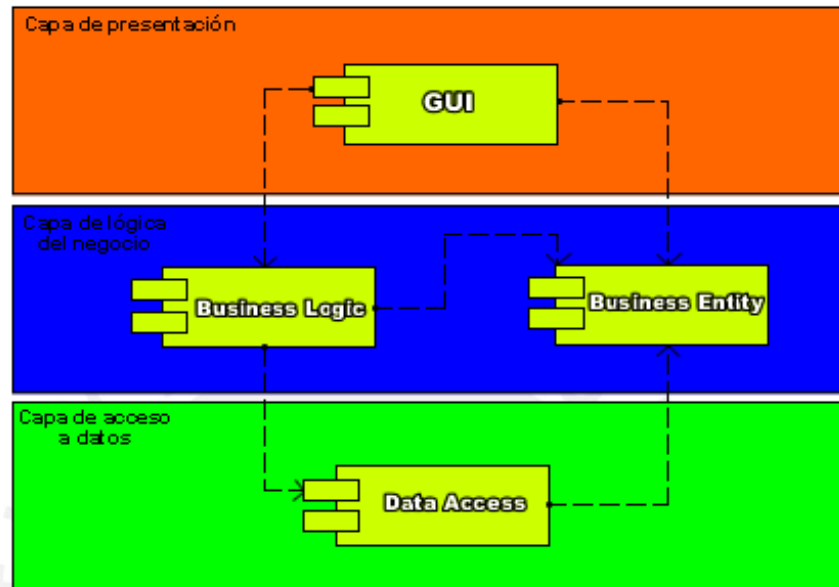 Capa de presentación
GUI
Capa de lógica
del negocio
Business Logic
Business Entity
Capa de acceso
a datos
Data Access